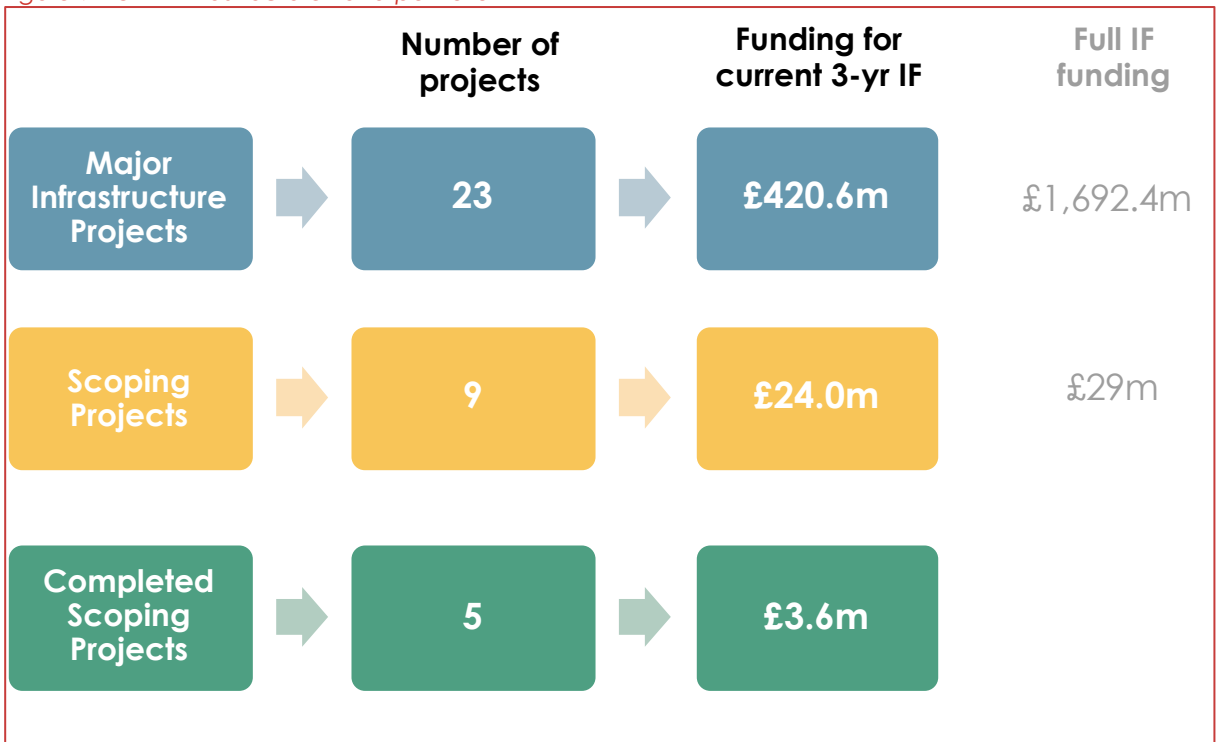 Number of
projects
Funding for
current 3-yr IF
Full IF
funding
Major
Infrastructure
Projects
23
£420.6m
£1,692.4m
Scoping
Projects
9
£24.0m
£29m
Completed
Scoping
Projects
5
£3.6m